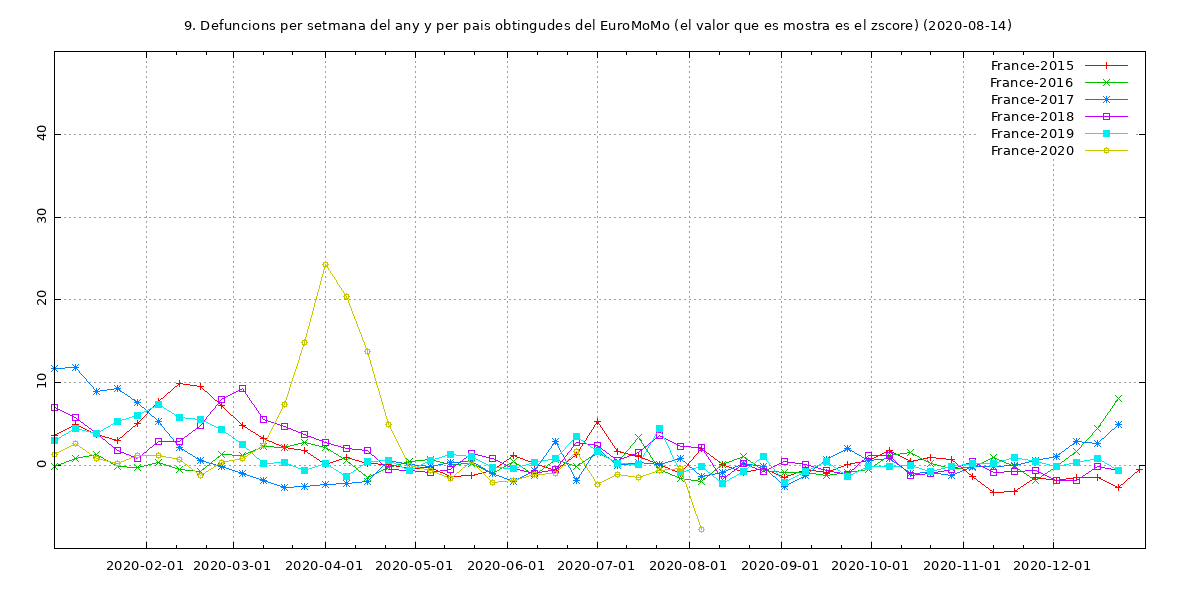 9. Defuncions per setmana del any y per pais obtingudes del EuroMoMo (el valor que es mostra es el zscore) (2020-08-14)
France-2015
France-2016
France-2017
France-2018
France-2019
France-2020
40
30
20
10
0
2020-02-01 2020-03-01 2020-04-01 2020-05-01 2020-06-01 2020-07-01 2020-08-01 2020-09-01 2020-10-01 2020-11-01 2020-12-01